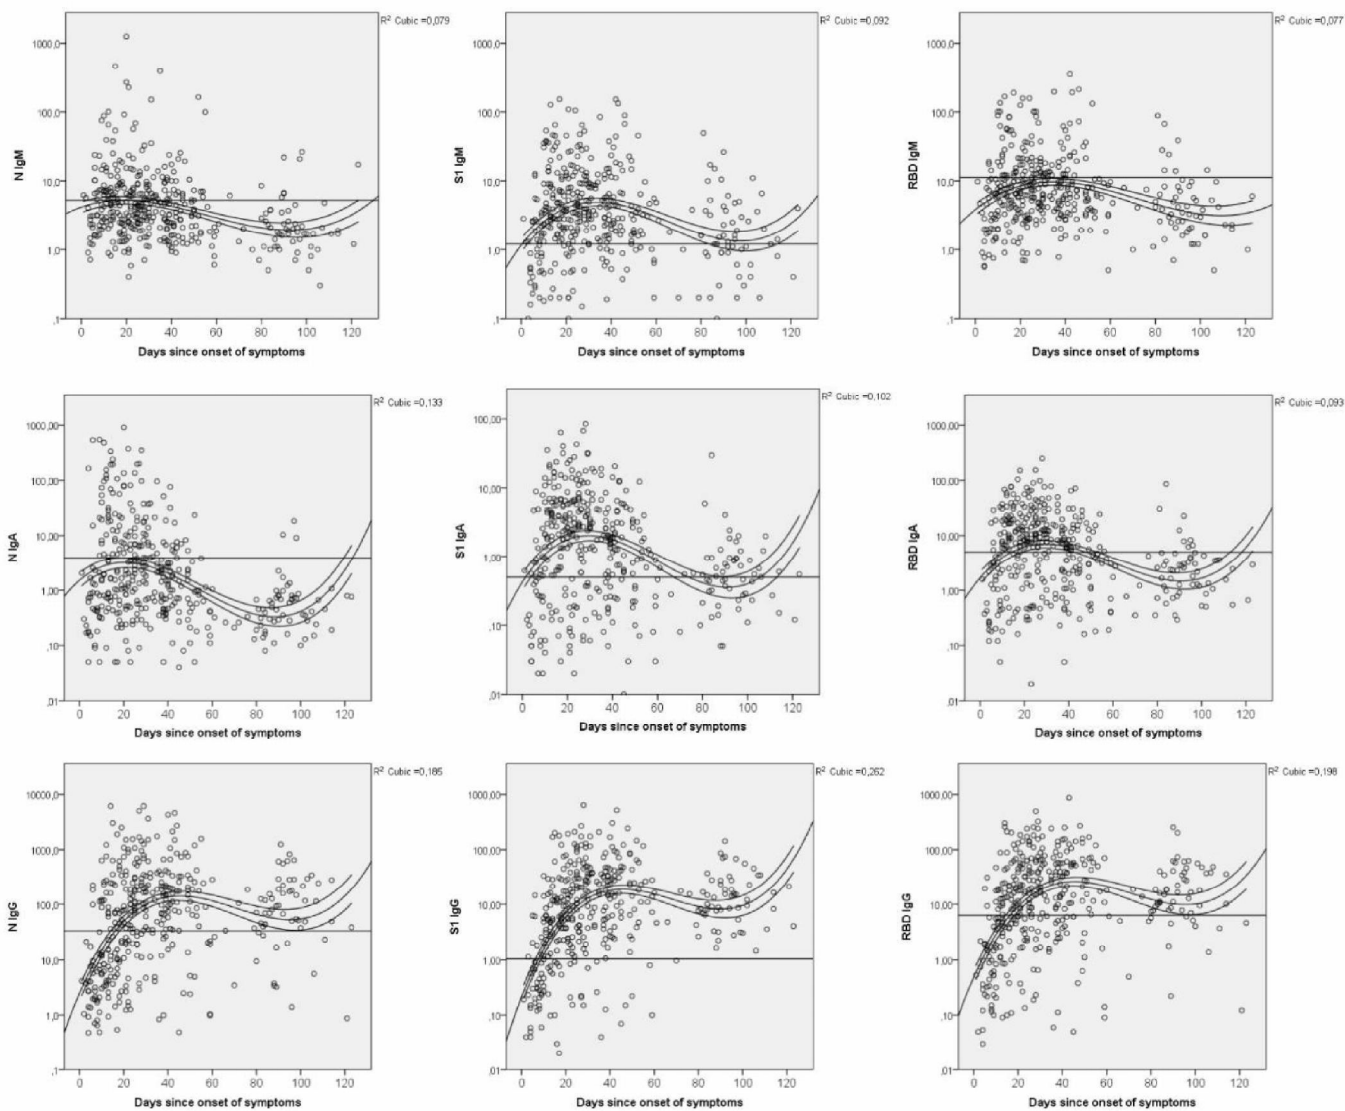 R² Cubic =0,079
N IgM
1000,0
100,0
10,0
1,0
,1
0 20 40 60 80 100 120
Days since onset of symptoms
R² Cubic =0,092
S1 IgM
1000,0
100,0
10,0
1,0
,1
0 20 40 60 80 100 120
Days since onset of symptoms
R² Cubic =0,077
RBD IgM
1000,0
100,0
10,0
1,0
,1
0 20 40 60 80 100 120
Days since onset of symptoms
R² Cubic =0,133
N IgA
1000,00
100,00
10,00
1,00
,10
,01
0 20 40 60 80 100 120
Days since onset of symptoms
R² Cubic =0,102
S1 IgA
100,00
10,00
1,00
,10
,01
0 20 40 60 80 100 120
Days since onset of symptoms
R² Cubic =0,093
RBD IgA
1000,00
100,00
10,00
1,00
,10
,01
0 20 40 60 80 100 120
Days since onset of symptoms
R² Cubic =0,185
N IgG
10000,0
1000,0
100,0
10,0
1,0
,1
0 20 40 60 80 100 120
Days since onset of symptoms
R² Cubic =0,262
S1 IgG
1000,00
100,00
10,00
1,00
,10
,01
0 20 40 60 80 100 120
Days since onset of symptoms
R² Cubic =0,198
RBD IgG
1000,00
100,00
10,00
1,00
,10
,01
0 20 40 60 80 100 120
Days since onset of symptoms